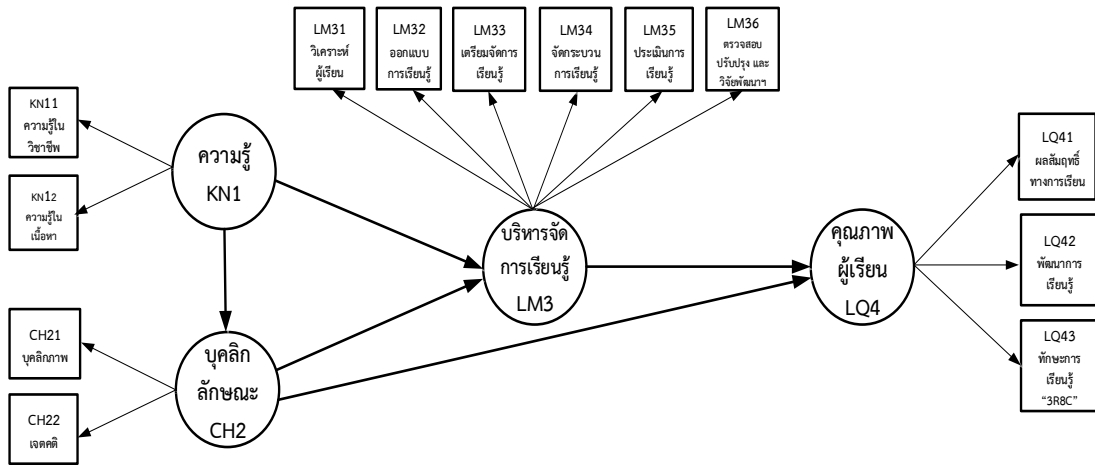 LM31
วิเคราะห์
ผู้เรียน
LM32
ออกแบบ
การเรียนรู้
LM33
เตรียมจัดการ
เรียนรู้
LM34
จัดกระบวน
การเรียนรู้
LM35
ประเมินการ
เรียนรู้
LM36
ตรวจสอบ
ปรับปรุง และ
วิจัยพัฒนาฯ
KN11
ความรู้ใน
วิชาชีพ
KN12
ความรู้ใน
เนื้อหา
ความรู้
KN1
บริหารจัด
การเรียนรู้
LM3
คุณภาพ
ผู้เรียน
LQ4
LQ41
ผลสัมฤทธิ์
ทางการเรียน
LQ42
พัฒนาการ
เรียนรู้
LQ43
ทักษะการ
เรียนรู้
“3R8C”
CH21
บุคลิกภาพ
CH22
เจตคติ
บุคลิก
ลักษณะ
CH2